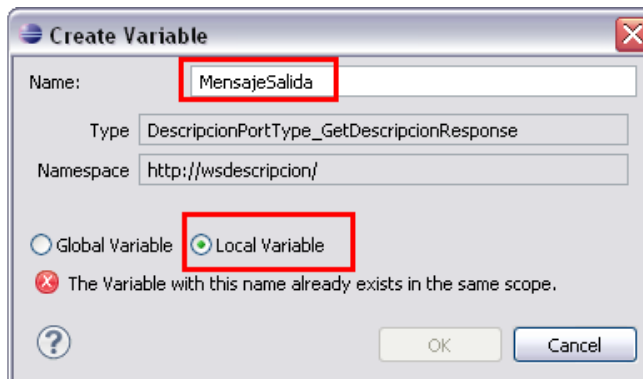 Create Variable
Name: MensajeSalida
Type DescripcionPortType_GetDescripcionResponse
Namespace http://wsdescripcion/
Global Variable Local Variable
The Variable with this name already exists in the same scope.
? OK Cancel